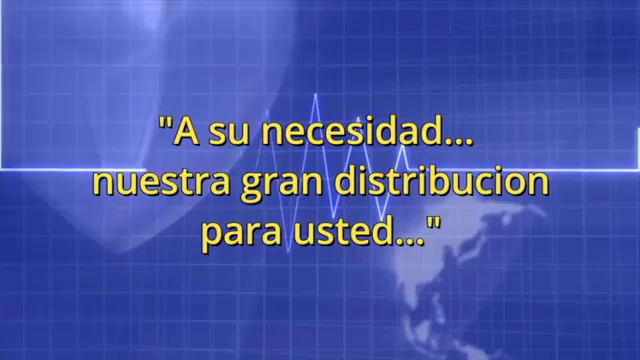 "A su necesidad...
nuestra gran distribucion
para usted..."